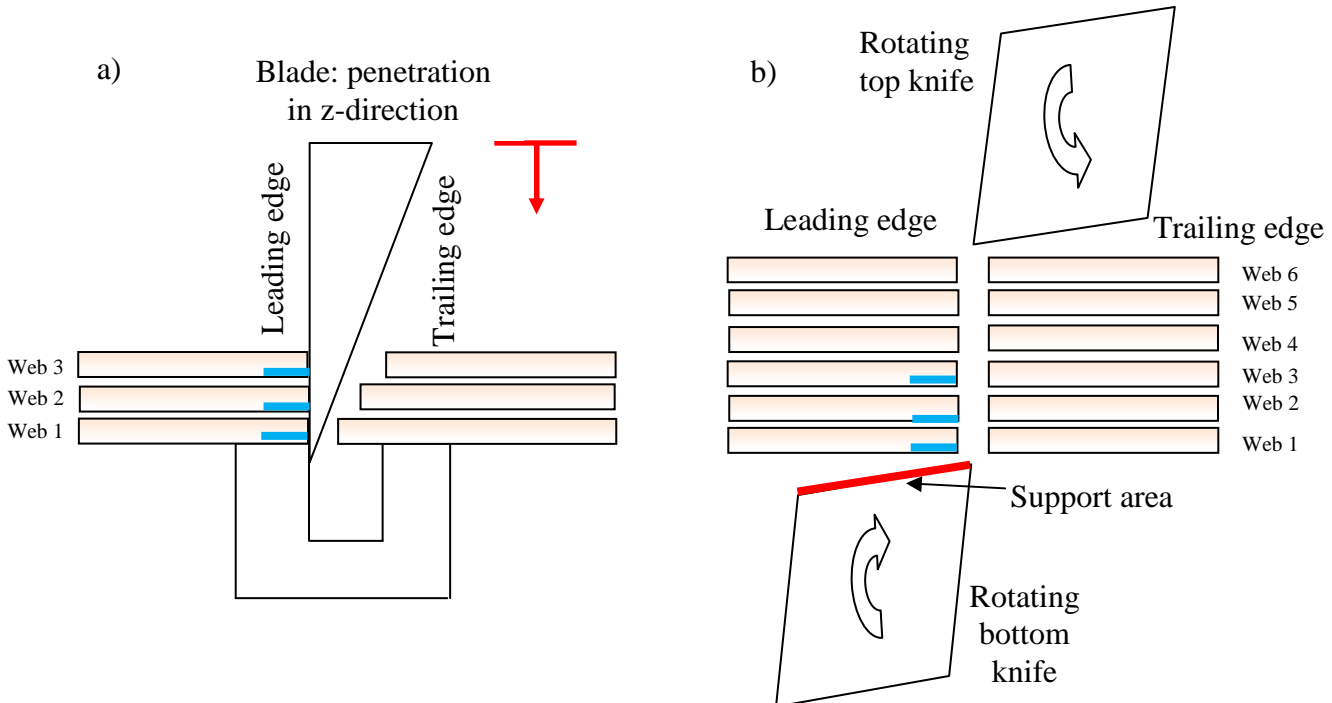 a)
Blade: penetration
in z-direction
Leading edge
Trailing edge
Web 3
Web 2
Web 1
b)
Rotating
top knife
Leading edge
Trailing edge
Web 6
Web 5
Web 4
Web 3
Web 2
Web 1
Support area
Rotating
bottom
knife